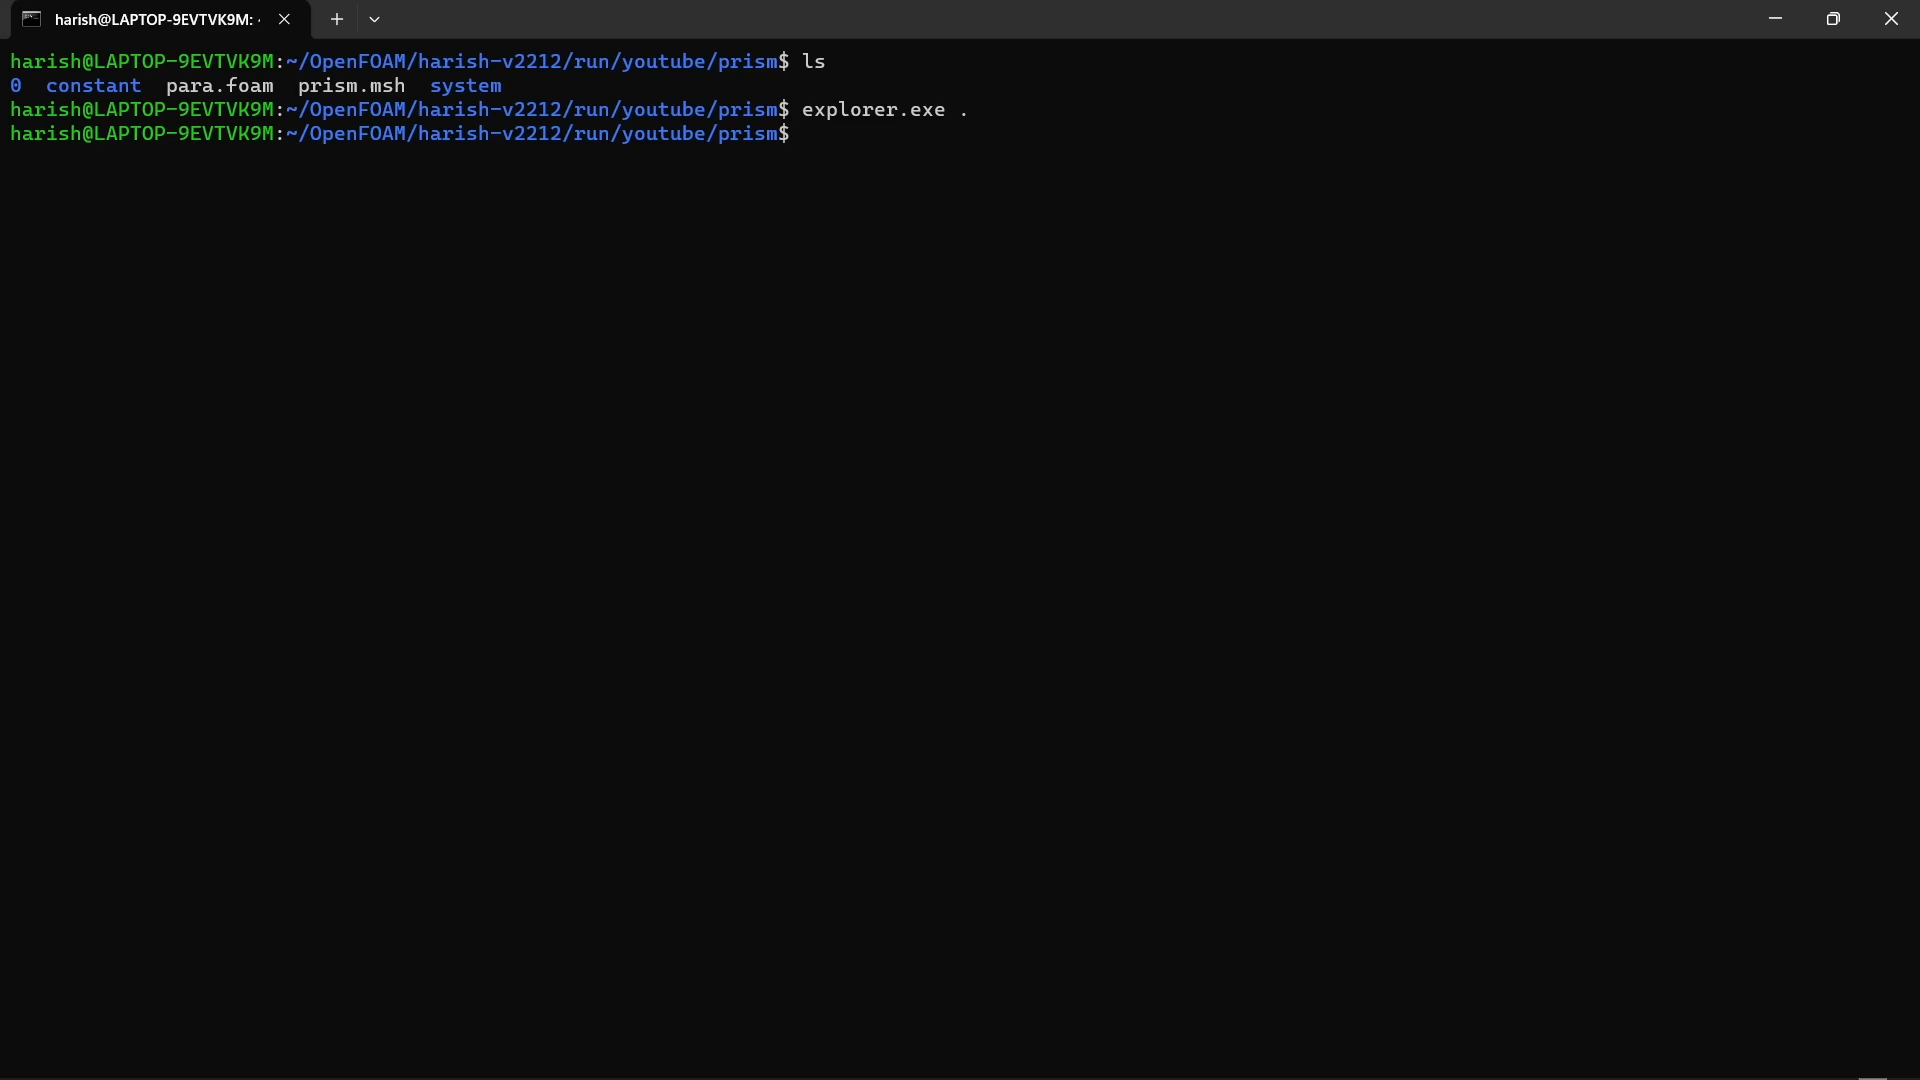 harish@LAPTOP-9EVTVK9M:
harish@LAPTOP-9EVTVK9M:~/OpenFOAM/harish-v2212/run/youtube/prism$ ls
0  constant  para.foam  prism.msh  system
harish@LAPTOP-9EVTVK9M:~/OpenFOAM/harish-v2212/run/youtube/prism$ explorer.exe .
harish@LAPTOP-9EVTVK9M:~/OpenFOAM/harish-v2212/run/youtube/prism$